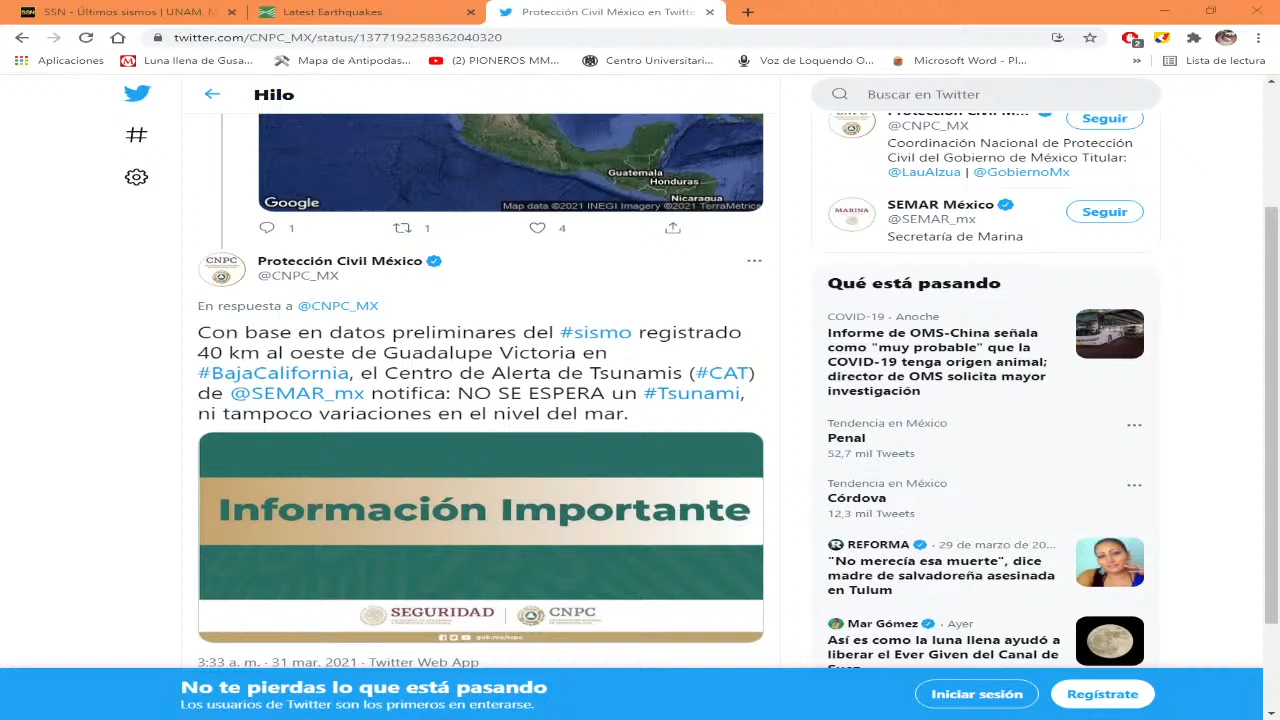 SSN - Últimos sismos | UNAM, M
Latest Earthquakes
Protección Civil México en Twitte
twitter.com/CNPC_MX/status/1377192258362040320
2
Aplicaciones
Luna llena de Gusa...
Mapa de Antipodas...
(2) PIONEROS MM...
Centro Universitari...
Voz de Loquendo O...
Microsoft Word - Pl...
»
Lista de lectura
Hilo
Guatemala
Honduras
Nicaragua
Google
Map data ©2021 INEGI Imagery ©2021 TerraMetrics
1
1
4
CNPC
Protección Civil México
@CNPC_MX
En respuesta a @CNPC_MX
Con base en datos preliminares del #sismo registrado
40 km al oeste de Guadalupe Victoria en
#BajaCalifornia, el Centro de Alerta de Tsunamis (#CAT)
de @SEMAR_mx notifica: NO SE ESPERA un #Tsunami,
ni tampoco variaciones en el nivel del mar.
Información Importante
SEGURIDAD
CNPC
gob.mx/cnpc
3:33 a. m. · 31 mar. 2021 · Twitter Web App
Buscar en Twitter
@CNPC_MX
Seguir
Coordinación Nacional de Protección
Civil del Gobierno de México Titular:
@LauAlzua | @GobiernoMx
MARINA
SEMAR México
@SEMAR_mx
Seguir
Secretaría de Marina
Qué está pasando
COVID-19 · Anoche
Informe de OMS-China señala
como "muy probable" que la
COVID-19 tenga origen animal;
director de OMS solicita mayor
investigación
Tendencia en México
Penal
52,7 mil Tweets
Tendencia en México
Córdova
12,3 mil Tweets
REFORMA · 29 de marzo de 20...
"No merecía esa muerte", dice
madre de salvadoreña asesinada
en Tulum
Mar Gómez · Ayer
Así es como la luna llena ayudó a
liberar el Ever Given del Canal de
No te pierdas lo que está pasando
Los usuarios de Twitter son los primeros en enterarse.
Iniciar sesión
Regístrate